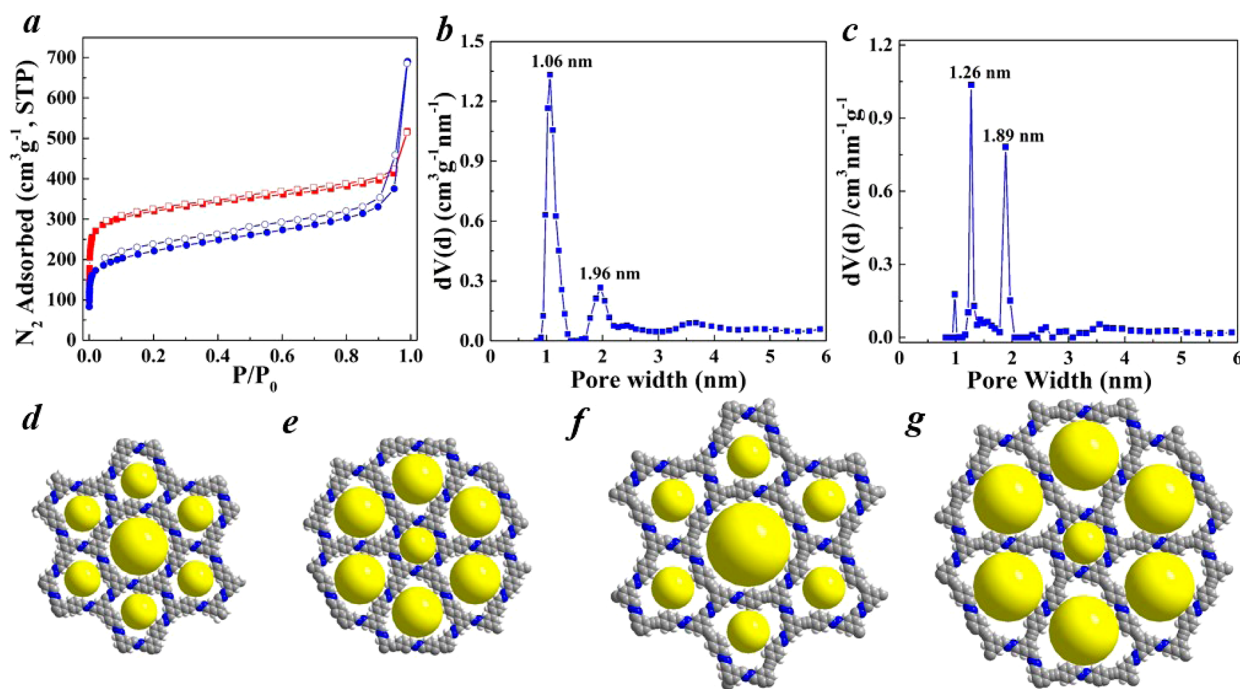 a
N₂ Adsorbed (cm³g⁻¹, STP)
700
600
500
400
300
200
100
0
0.0 0.2 0.4 0.6 0.8 1.0
P/P₀
b
dV(d) (cm³g⁻¹nm⁻¹)
1.5
1.2
0.9
0.6
0.3
0.0
1.06 nm
1.96 nm
0 1 2 3 4 5 6
Pore width (nm)
c
dV(d) /cm³nm⁻¹g⁻¹
1.2
0.9
0.6
0.3
0.0
1.26 nm
1.89 nm
0 1 2 3 4 5 6
Pore Width (nm)
d
e
f
g